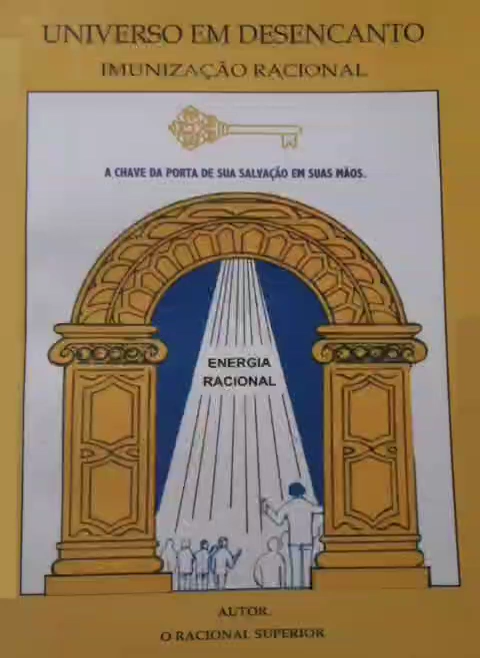 UNIVERSO EM DESENCANTO
IMUNIZAÇÃO RACIONAL
A CHAVE DA PORTA DE SUA SALVAÇÃO EM SUAS MÃOS.
ENERGIA
RACIONAL
AUTOR.
O RACIONAL SUPERIOR